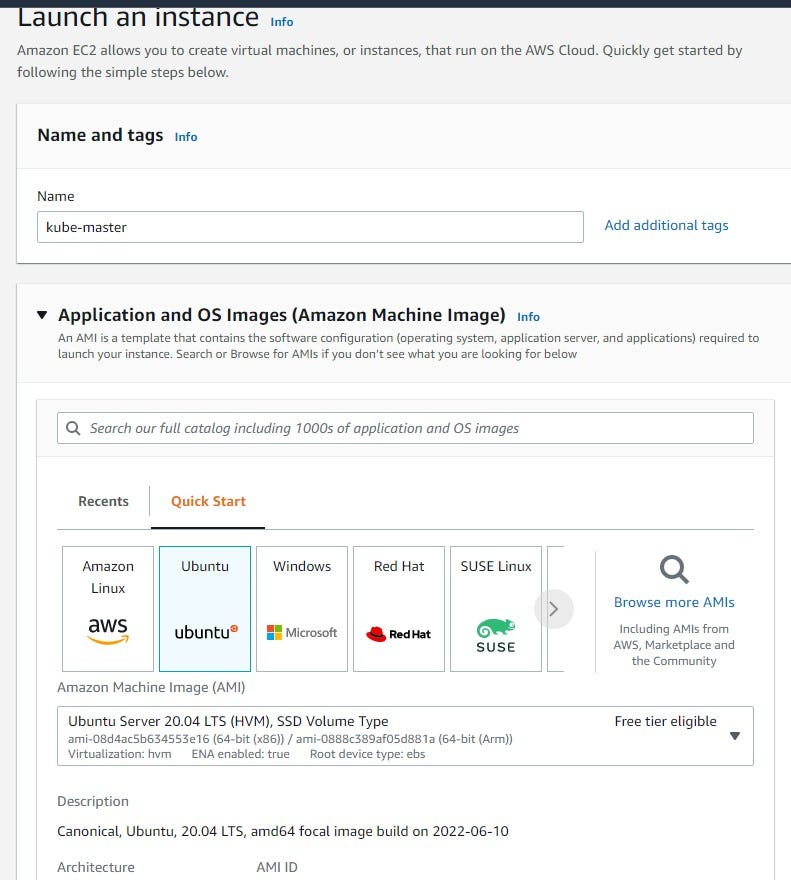 Launch an instance Info
Amazon EC2 allows you to create virtual machines, or instances, that run on the AWS Cloud. Quickly get started by
following the simple steps below.
Name and tags Info
Name
kube-master
Add additional tags
Application and OS Images (Amazon Machine Image) Info
An AMI is a template that contains the software configuration (operating system, application server, and applications) required to
launch your instance. Search or Browse for AMIs if you don't see what you are looking for below
Search our full catalog including 1000s of application and OS images
Recents
Quick Start
Amazon
Linux
aws
Ubuntu
ubuntu
Windows
Microsoft
Red Hat
Red Hat
SUSE Linux
SUSE
Browse more AMIs
Including AMIs from
AWS, Marketplace and
the Community
Amazon Machine Image (AMI)
Ubuntu Server 20.04 LTS (HVM), SSD Volume Type
Free tier eligible
ami-08d4ac5b634553e16 (64-bit (x86)) / ami-0888c389af05d881a (64-bit (Arm))
Virtualization: hvm ENA enabled: true Root device type: ebs
Description
Canonical, Ubuntu, 20.04 LTS, amd64 focal image build on 2022-06-10
Architecture AMI ID